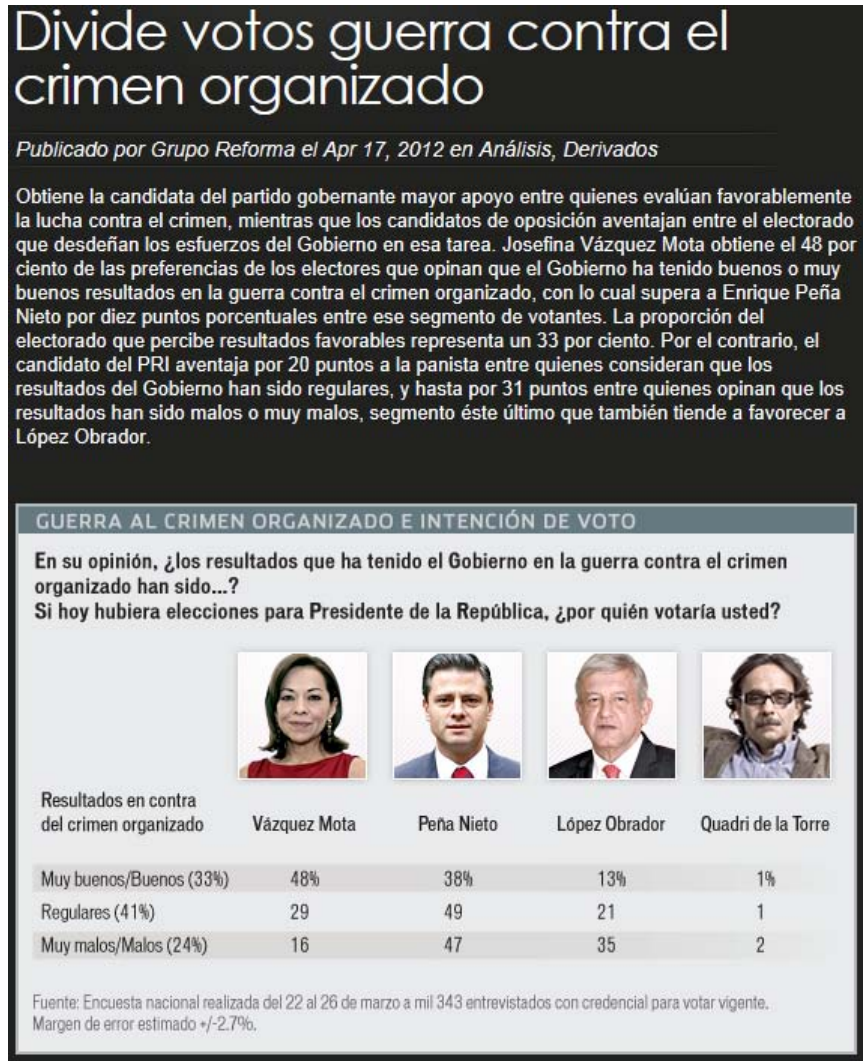 Divide votos guerra contra el
crimen organizado
Publicado por Grupo Reforma el Apr 17, 2012 en Análisis, Derivados
Obtiene la candidata del partido gobernante mayor apoyo entre quienes evalúan favorablemente
la lucha contra el crimen, mientras que los candidatos de oposición aventajan entre el electorado
que desdeñan los esfuerzos del Gobierno en esa tarea. Josefina Vázquez Mota obtiene el 48 por
ciento de las preferencias de los electores que opinan que el Gobierno ha tenido buenos o muy
buenos resultados en la guerra contra el crimen organizado, con lo cual supera a Enrique Peña
Nieto por diez puntos porcentuales entre ese segmento de votantes. La proporción del
electorado que percibe resultados favorables representa un 33 por ciento. Por el contrario, el
candidato del PRI aventaja por 20 puntos a la panista entre quienes consideran que los
resultados del Gobierno han sido regulares, y hasta por 31 puntos entre quienes opinan que los
resultados han sido malos o muy malos, segmento éste último que también tiende a favorecer a
López Obrador.
GUERRA AL CRIMEN ORGANIZADO E INTENCIÓN DE VOTO
En su opinión, ¿los resultados que ha tenido el Gobierno en la guerra contra el crimen
organizado han sido...?
Si hoy hubiera elecciones para Presidente de la República, ¿por quién votaría usted?
Resultados en contra
del crimen organizado Vázquez Mota Peña Nieto López Obrador Quadri de la Torre
Muy buenos/Buenos (33%) 48% 38% 13% 1%
Regulares (41%) 29 49 21 1
Muy malos/Malos (24%) 16 47 35 2
Fuente: Encuesta nacional realizada del 22 al 26 de marzo a mil 343 entrevistados con credencial para votar vigente.
Margen de error estimado +/-2.7%.